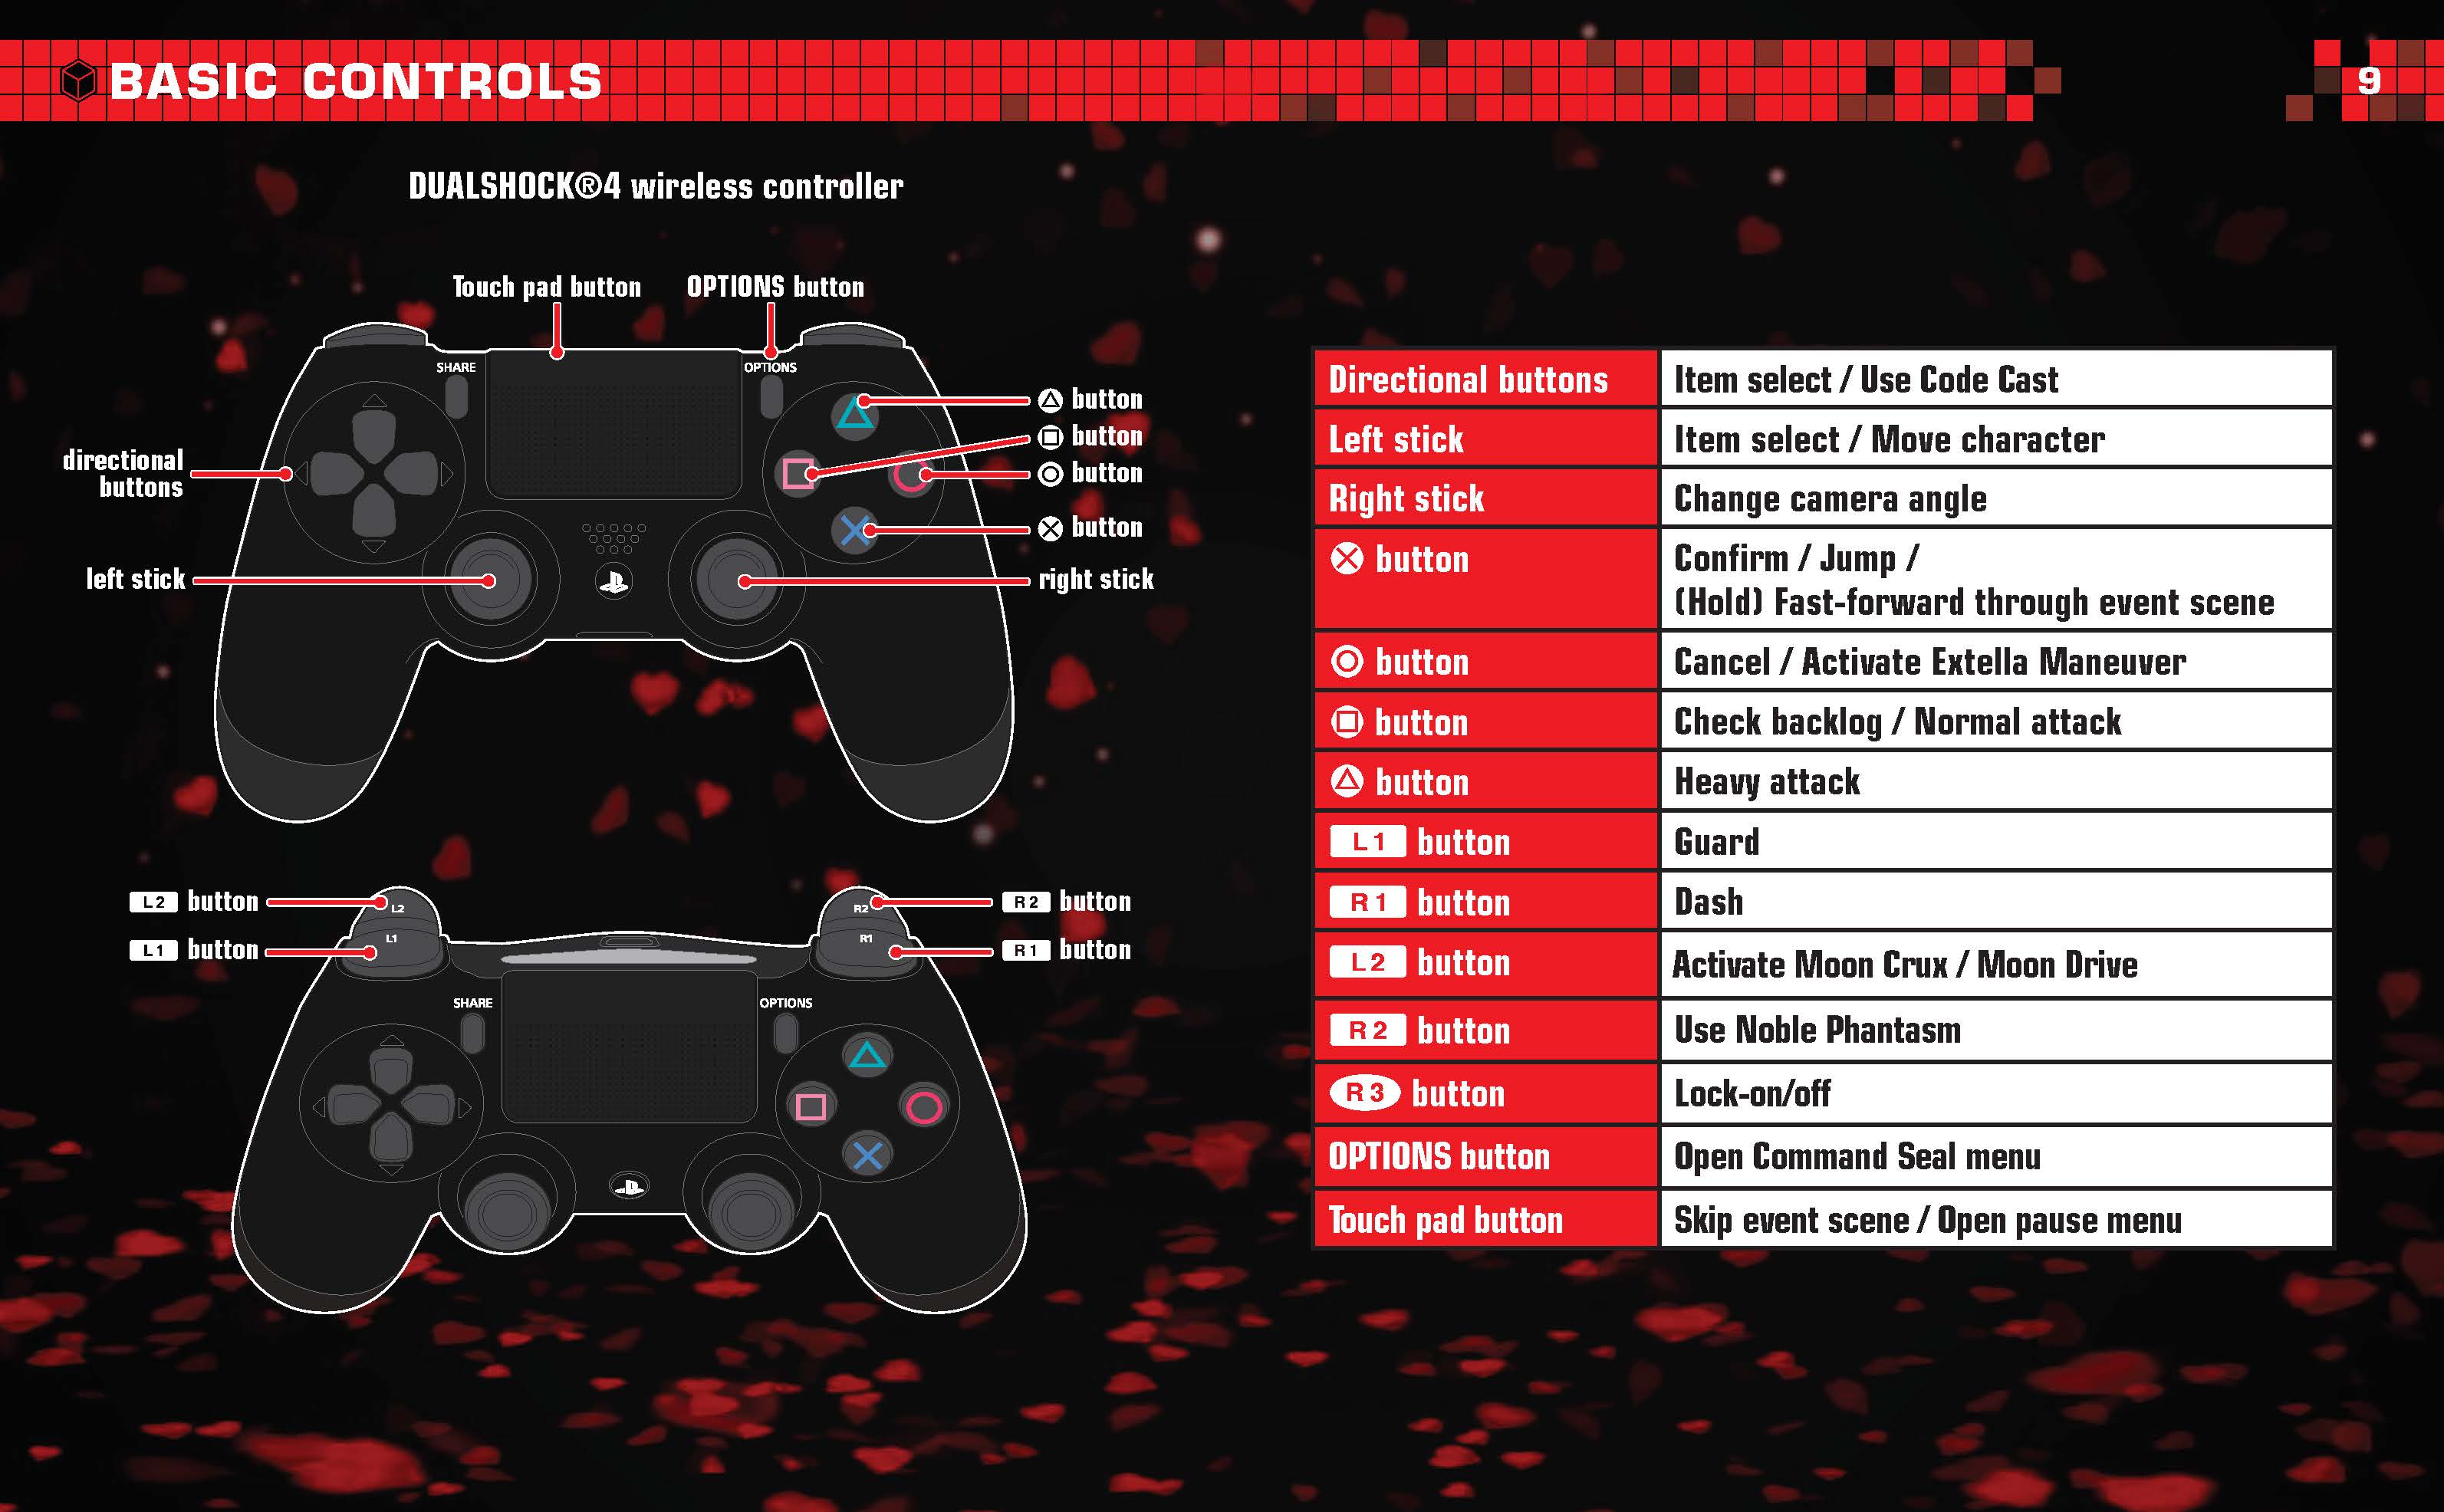 BASIC CONTROLS
9
DUALSHOCK®4 wireless controller
Touch pad button
OPTIONS button
SHARE
OPTIONS
directional
buttons
left stick
△ button
□ button
○ button
✕ button
right stick
L2 button
L1 button
R2 button
R1 button
L2
L1
R2
R1
SHARE
OPTIONS
Directional buttons Item select / Use Code Cast
Left stick Item select / Move character
Right stick Change camera angle
✕ button Confirm / Jump /
(Hold) Fast-forward through event scene
○ button Cancel / Activate Extella Maneuver
□ button Check backlog / Normal attack
△ button Heavy attack
L1 button Guard
R1 button Dash
L2 button Activate Moon Crux / Moon Drive
R2 button Use Noble Phantasm
R3 button Lock-on/off
OPTIONS button Open Command Seal menu
Touch pad button Skip event scene / Open pause menu